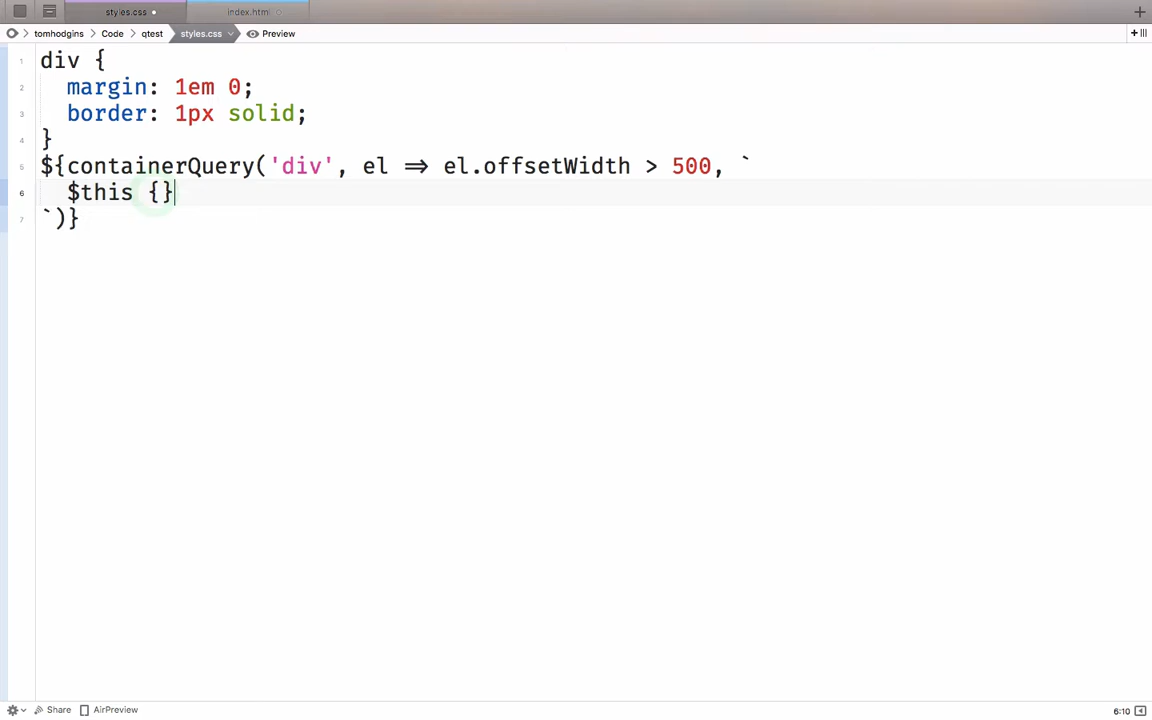 styles.css
index.html
tomhodgins Code qtest styles.css Preview
1 div {
2 margin: 1em 0;
3 border: 1px solid;
4 }
5 ${containerQuery('div', el => el.offsetWidth > 500, `
6 $this {}
7 `)}
Share AirPreview 6:10